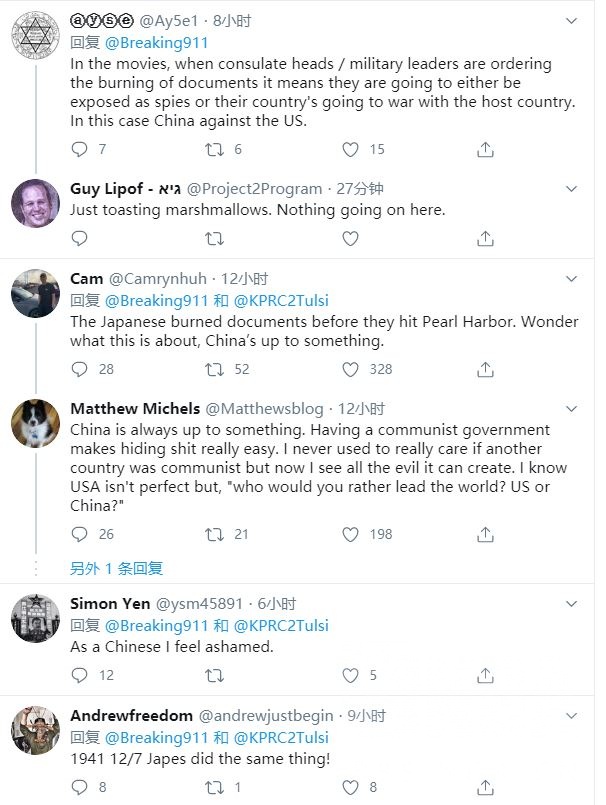 ⓐⓨⓢⓔ @Ay5e1 · 8小时
回复 @Breaking911
In the movies, when consulate heads / military leaders are ordering
the burning of documents it means they are going to either be
exposed as spies or their country's going to war with the host country.
In this case China against the US.
7 6 15
Guy Lipof - גיא @Project2Program · 27分钟
Just toasting marshmallows. Nothing going on here.
Cam @Camrynhuh · 12小时
回复 @Breaking911 和 @KPRC2Tulsi
The Japanese burned documents before they hit Pearl Harbor. Wonder
what this is about, China’s up to something.
28 52 328
Matthew Michels @Matthewsblog · 12小时
China is always up to something. Having a communist government
makes hiding shit really easy. I never used to really care if another
country was communist but now I see all the evil it can create. I know
USA isn't perfect but, "who would you rather lead the world? US or
China?"
26 21 198
另外 1 条回复
Simon Yen @ysm45891 · 6小时
回复 @Breaking911 和 @KPRC2Tulsi
As a Chinese I feel ashamed.
12 5
Andrewfreedom @andrewjustbegin · 9小时
回复 @Breaking911 和 @KPRC2Tulsi
1941 12/7 Japes did the same thing!
8 1 8